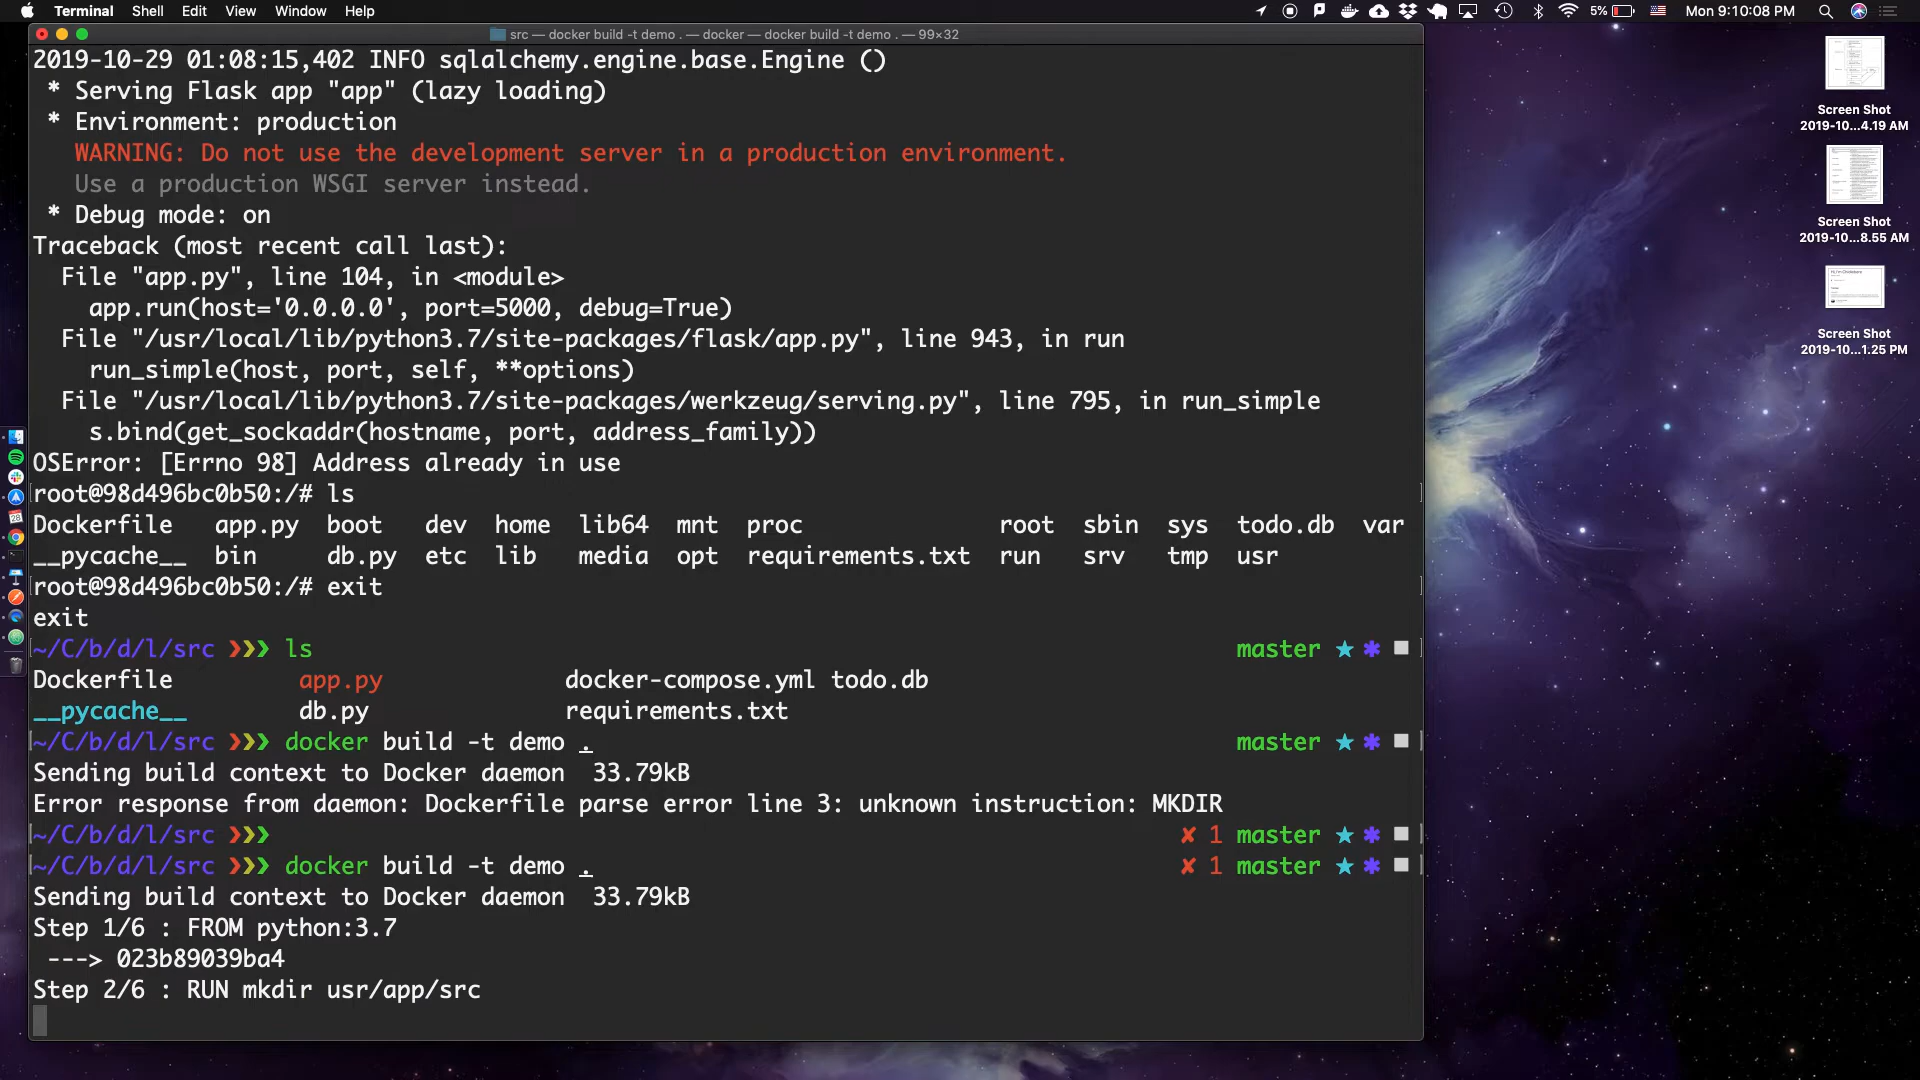 Terminal Shell Edit View Window Help 5% Mon 9:10:08 PM
src — docker build -t demo . — docker — docker build -t demo . — 99×32
2019-10-29 01:08:15,402 INFO sqlalchemy.engine.base.Engine ()
* Serving Flask app "app" (lazy loading)
* Environment: production
WARNING: Do not use the development server in a production environment.
Use a production WSGI server instead.
* Debug mode: on
Traceback (most recent call last):
File "app.py", line 104, in <module>
app.run(host='0.0.0.0', port=5000, debug=True)
File "/usr/local/lib/python3.7/site-packages/flask/app.py", line 943, in run
run_simple(host, port, self, **options)
File "/usr/local/lib/python3.7/site-packages/werkzeug/serving.py", line 795, in run_simple
s.bind(get_sockaddr(hostname, port, address_family))
OSError: [Errno 98] Address already in use
root@98d496bc0b50:/# ls
Dockerfile app.py boot dev home lib64 mnt proc root sbin sys todo.db var
__pycache__ bin db.py etc lib media opt requirements.txt run srv tmp usr
root@98d496bc0b50:/# exit
exit
~/C/b/d/l/src ❯❯❯ ls master ★ ✱ ■
Dockerfile app.py docker-compose.yml todo.db
__pycache__ db.py requirements.txt
~/C/b/d/l/src ❯❯❯ docker build -t demo . master ★ ✱ ■
Sending build context to Docker daemon 33.79kB
Error response from daemon: Dockerfile parse error line 3: unknown instruction: MKDIR
~/C/b/d/l/src ❯❯❯ ✘ 1 master ★ ✱ ■
~/C/b/d/l/src ❯❯❯ docker build -t demo . ✘ 1 master ★ ✱ ■
Sending build context to Docker daemon 33.79kB
Step 1/6 : FROM python:3.7
---> 023b89039ba4
Step 2/6 : RUN mkdir usr/app/src
Screen Shot
2019-10...4.19 AM
Screen Shot
2019-10...8.55 AM
Screen Shot
2019-10...1.25 PM